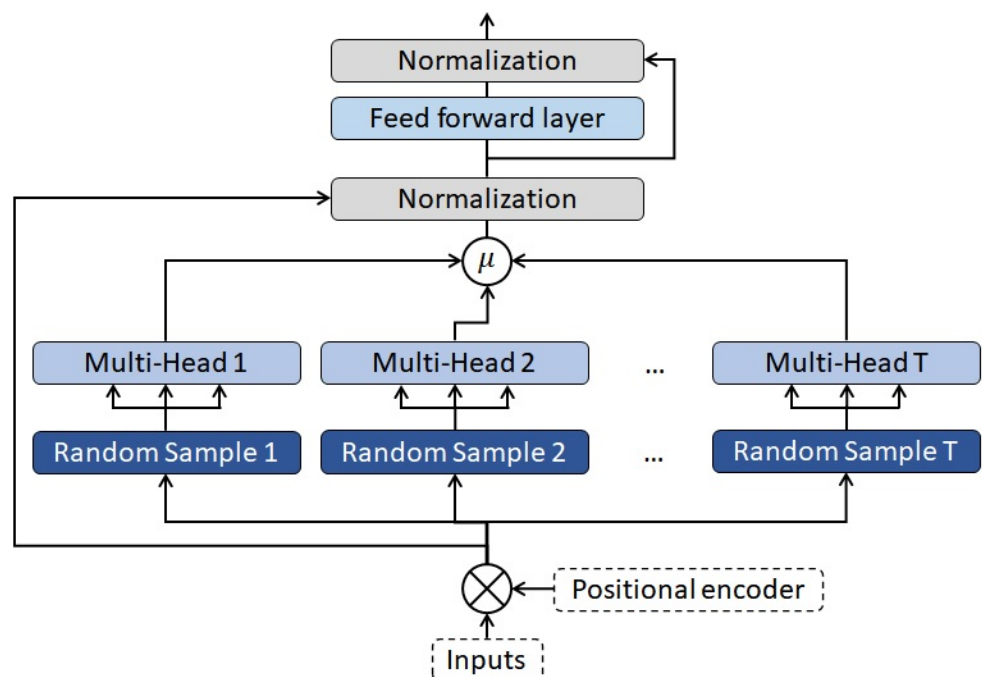 Normalization
Feed forward layer
Normalization
μ
Multi-Head 1
Multi-Head 2
...
Multi-Head T
Random Sample 1
Random Sample 2
...
Random Sample T
Positional encoder
Inputs